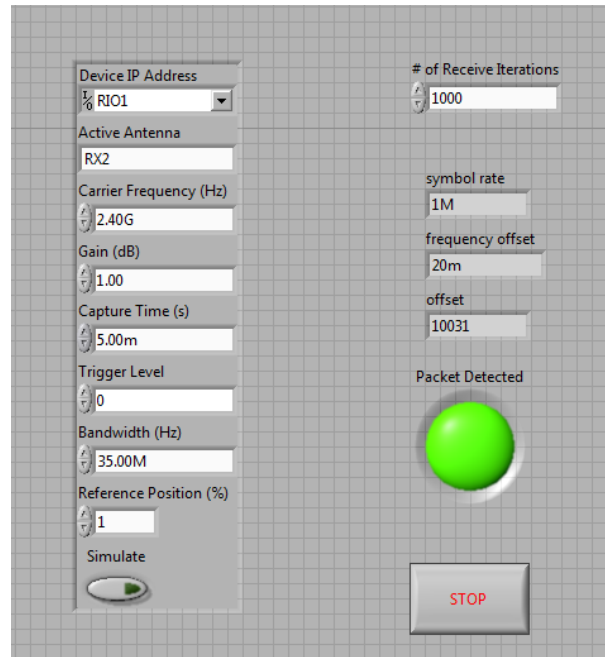 Device IP Address
I/O RIO1
Active Antenna
RX2
Carrier Frequency (Hz)
2.40G
Gain (dB)
1.00
Capture Time (s)
5.00m
Trigger Level
0
Bandwidth (Hz)
35.00M
Reference Position (%)
1
Simulate
# of Receive Iterations
1000
symbol rate
1M
frequency offset
20m
offset
10031
Packet Detected
STOP